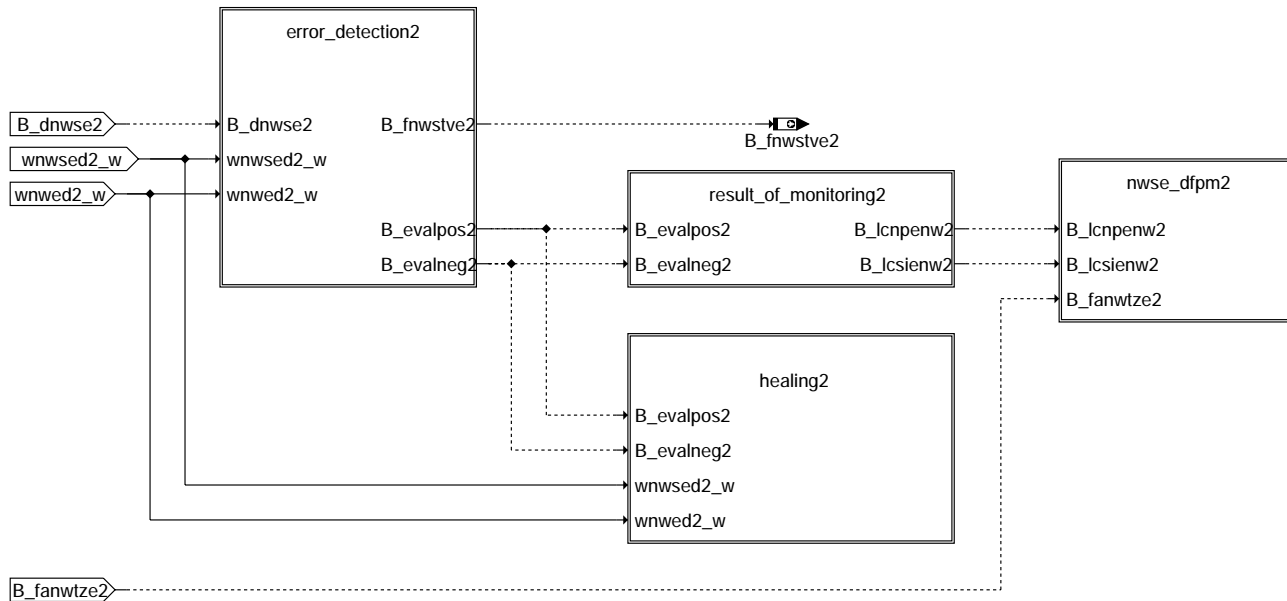 error_detection2
B_dnwse2
B_dnwse2
B_fnwstve2
B_fnwstve2
wnwsed2_w
wnwsed2_w
wnwed2_w
wnwed2_w
result_of_monitoring2
nwse_dfpm2
B_evalpos2
B_evalpos2
B_lcnpenw2
B_lcnpenw2
B_evalneg2
B_evalneg2
B_lcsienw2
B_lcsienw2
B_fanwtze2
healing2
B_evalpos2
B_evalneg2
wnwsed2_w
wnwed2_w
B_fanwtze2